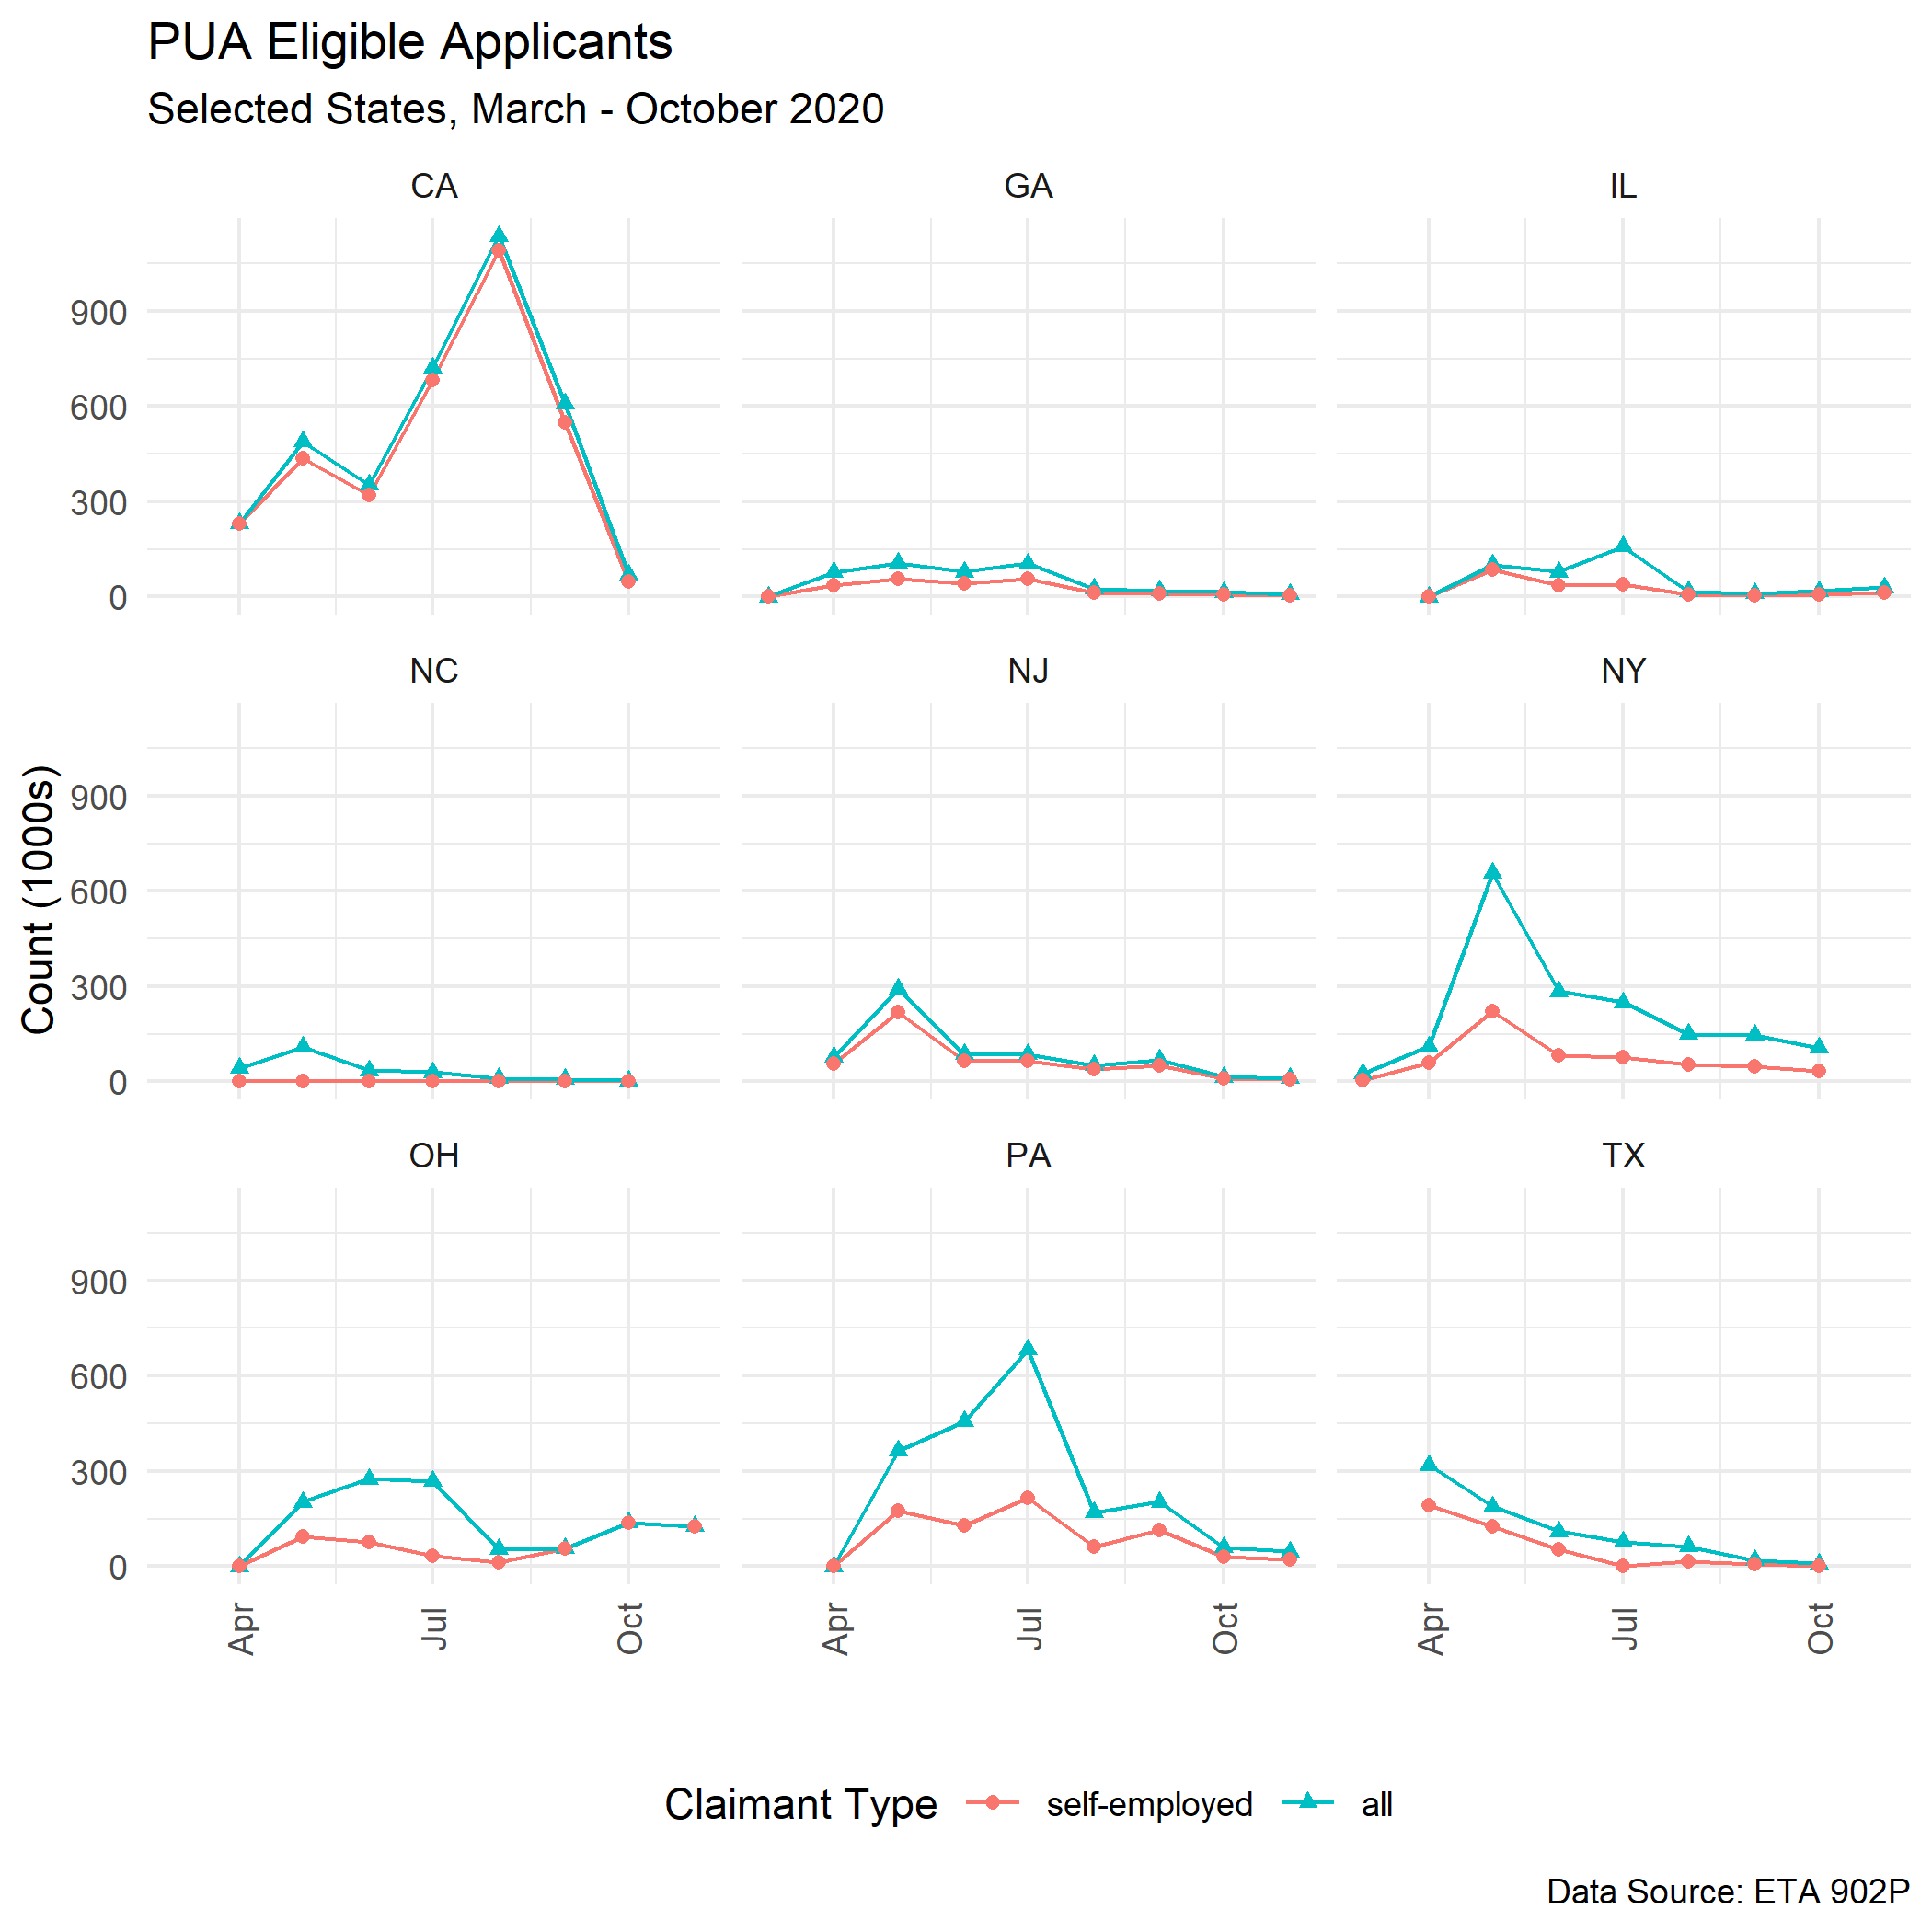 PUA Eligible Applicants
Selected States, March - October 2020
CA
GA
IL
900
600
300
0
NC
NJ
NY
Count (1000s)
900
600
300
0
OH
PA
TX
900
600
300
0
Apr
Jul
Oct
Apr
Jul
Oct
Apr
Jul
Oct
Claimant Type
self-employed
all
Data Source: ETA 902P